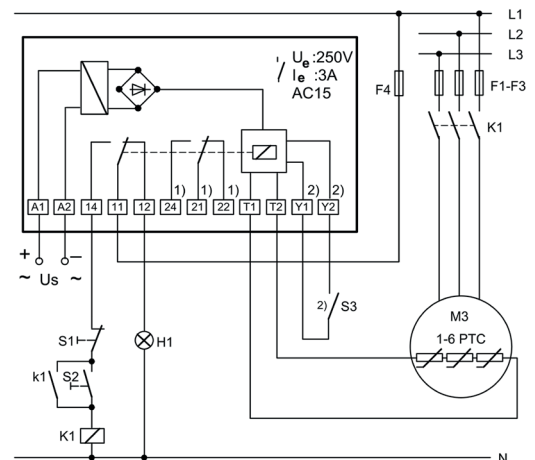 L1
L2
L3
Ue :250V
Ie :3A
AC15
F4
F1-F3
K1
1) 1) 1) 2) 2)
A1 A2 14 11 12 24 21 22 T1 T2 Y1 Y2
+ –
~ Us ~
2) S3
M3
1-6 PTC
S1
H1
k1 S2
K1
N